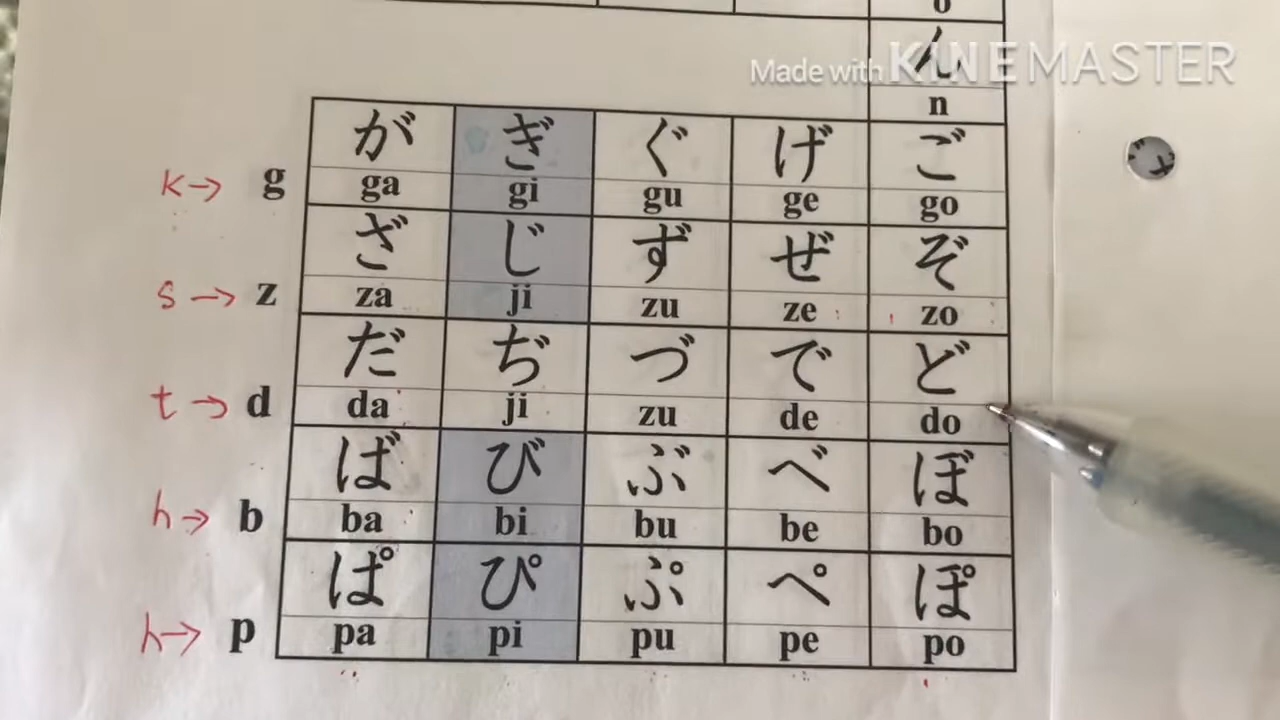 o
ん
Made with KINEMASTER
n
が ぎ ぐ げ ご
k→ g ga gi gu ge go
ざ じ ず ぜ ぞ
s→ z za ji zu ze zo
だ ぢ づ で ど
t→ d da ji zu de do
ば び ぶ べ ぼ
h→ b ba bi bu be bo
ぱ ぴ ぷ ぺ ぽ
h→ p pa pi pu pe po